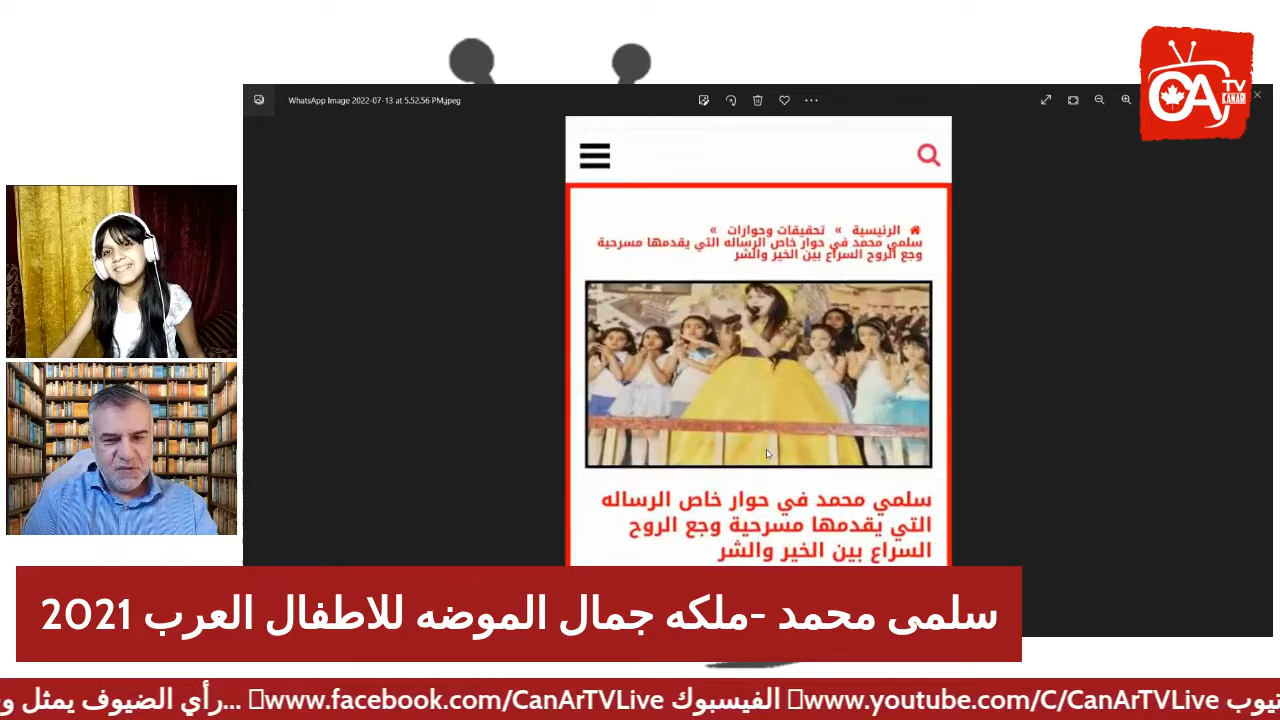 WhatsApp Image 2022-07-13 at 5.52.56 PM.jpeg
OA TV
CANAR
الرئيسية » تحقيقات وحوارات »
سلمي محمد في حوار خاص الرساله التي يقدمها مسرحية
وجع الروح السراع بين الخير والشر
سلمي محمد في حوار خاص الرساله
التي يقدمها مسرحية وجع الروح
السراع بين الخير والشر
سلمى محمد -ملكه جمال الموضه للاطفال العرب 2021
www.youtube.com/C/CanArTVLive الفيسبوك www.facebook.com/CanArTVLive ...رأي الضيوف يمثل